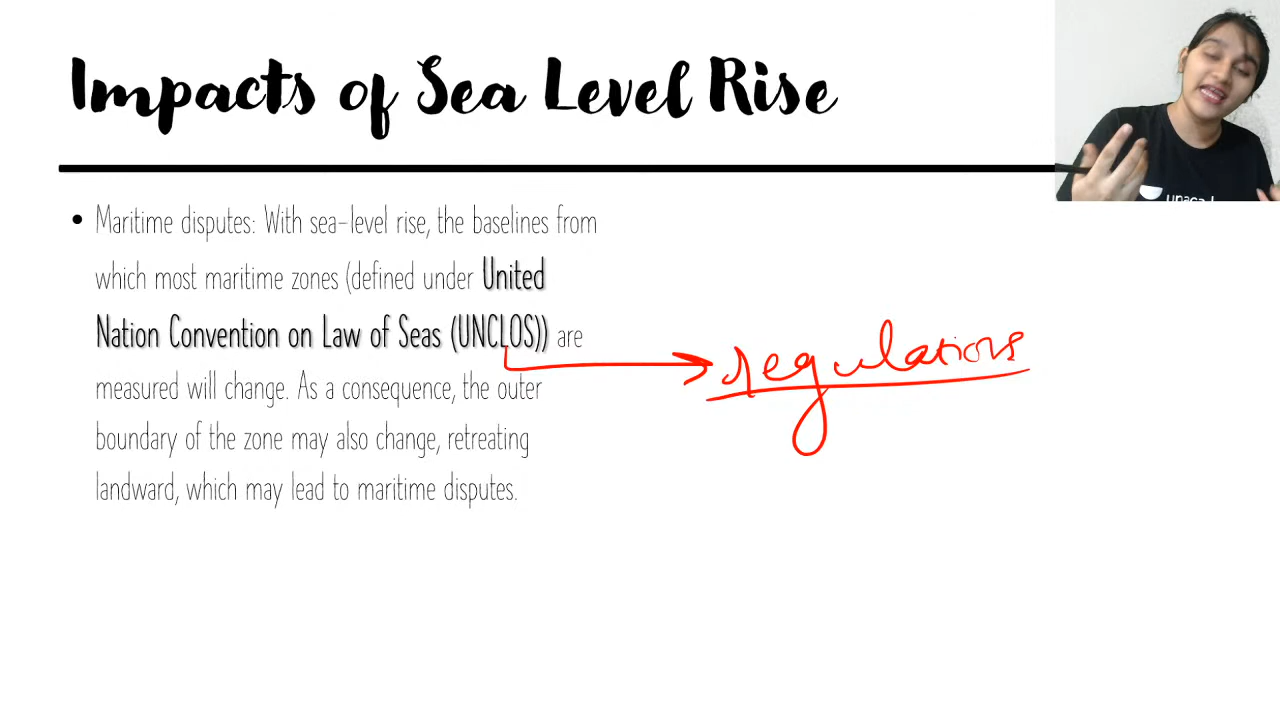 Impacts of Sea Level Rise
• Maritime disputes: With sea-level rise, the baselines from
which most maritime zones (defined under United
Nation Convention on Law of Seas (UNCLOS)) are
measured will change. As a consequence, the outer
boundary of the zone may also change, retreating
landward, which may lead to maritime disputes.
regulations